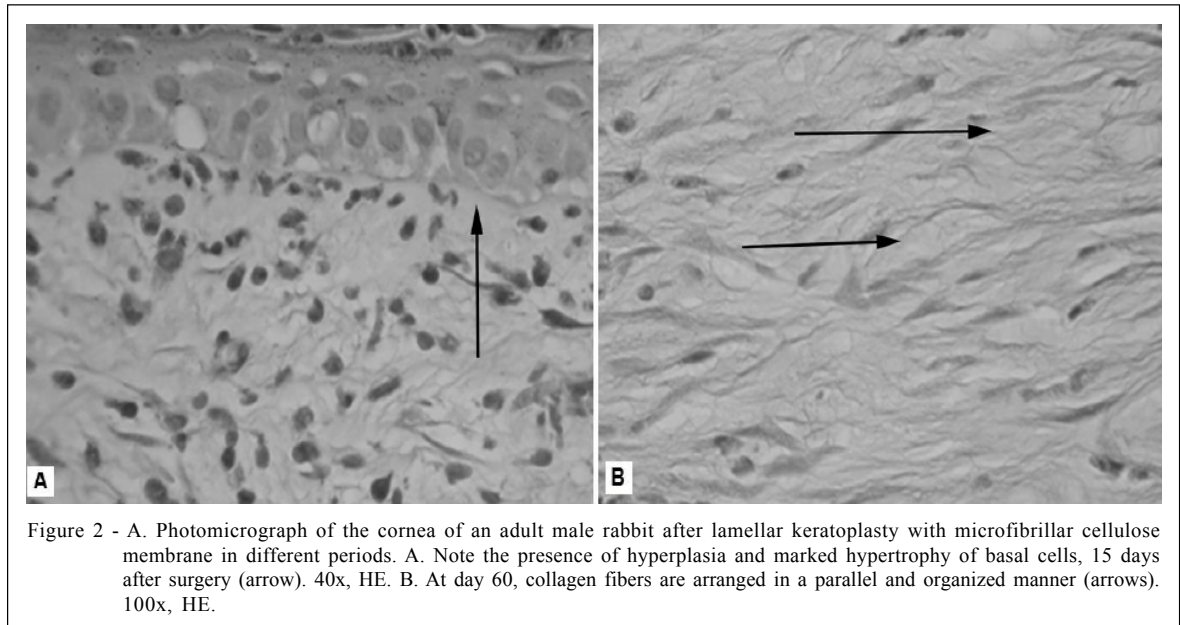 A
B
Figure 2 - A. Photomicrograph of the cornea of an adult male rabbit after lamellar keratoplasty with microfibrillar cellulose
membrane in different periods. A. Note the presence of hyperplasia and marked hypertrophy of basal cells, 15 days
after surgery (arrow). 40x, HE. B. At day 60, collagen fibers are arranged in a parallel and organized manner (arrows).
100x, HE.